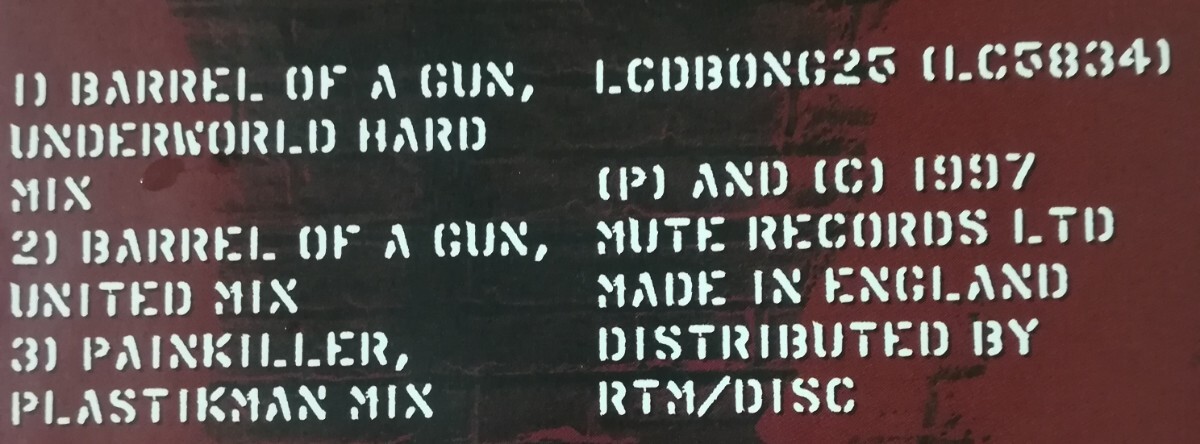 1) BARREL OF A GUN,
UNDERWORLD HARD
MIX
2) BARREL OF A GUN,
UNITED MIX
3) PAINKILLER,
PLASTIKMAN MIX
LCDBONG25 (LC5834)
(P) AND (C) 1997
MUTE RECORDS LTD
MADE IN ENGLAND
DISTRIBUTED BY
RTM/DISC